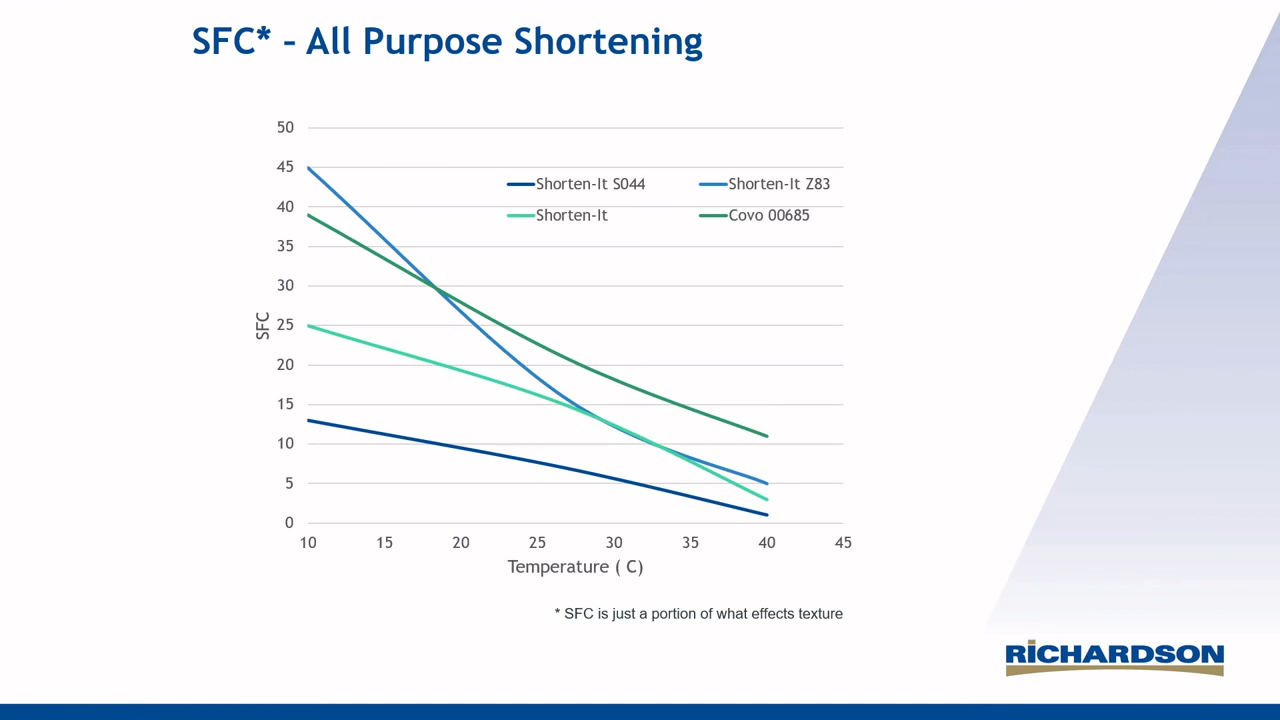 SFC* – All Purpose Shortening
50
45
40
35
30
25
20
15
10
5
0
SFC
Shorten-It S044
Shorten-It Z83
Shorten-It
Covo 00685
10 15 20 25 30 35 40 45
Temperature ( C)
* SFC is just a portion of what effects texture
RiCHARDSON